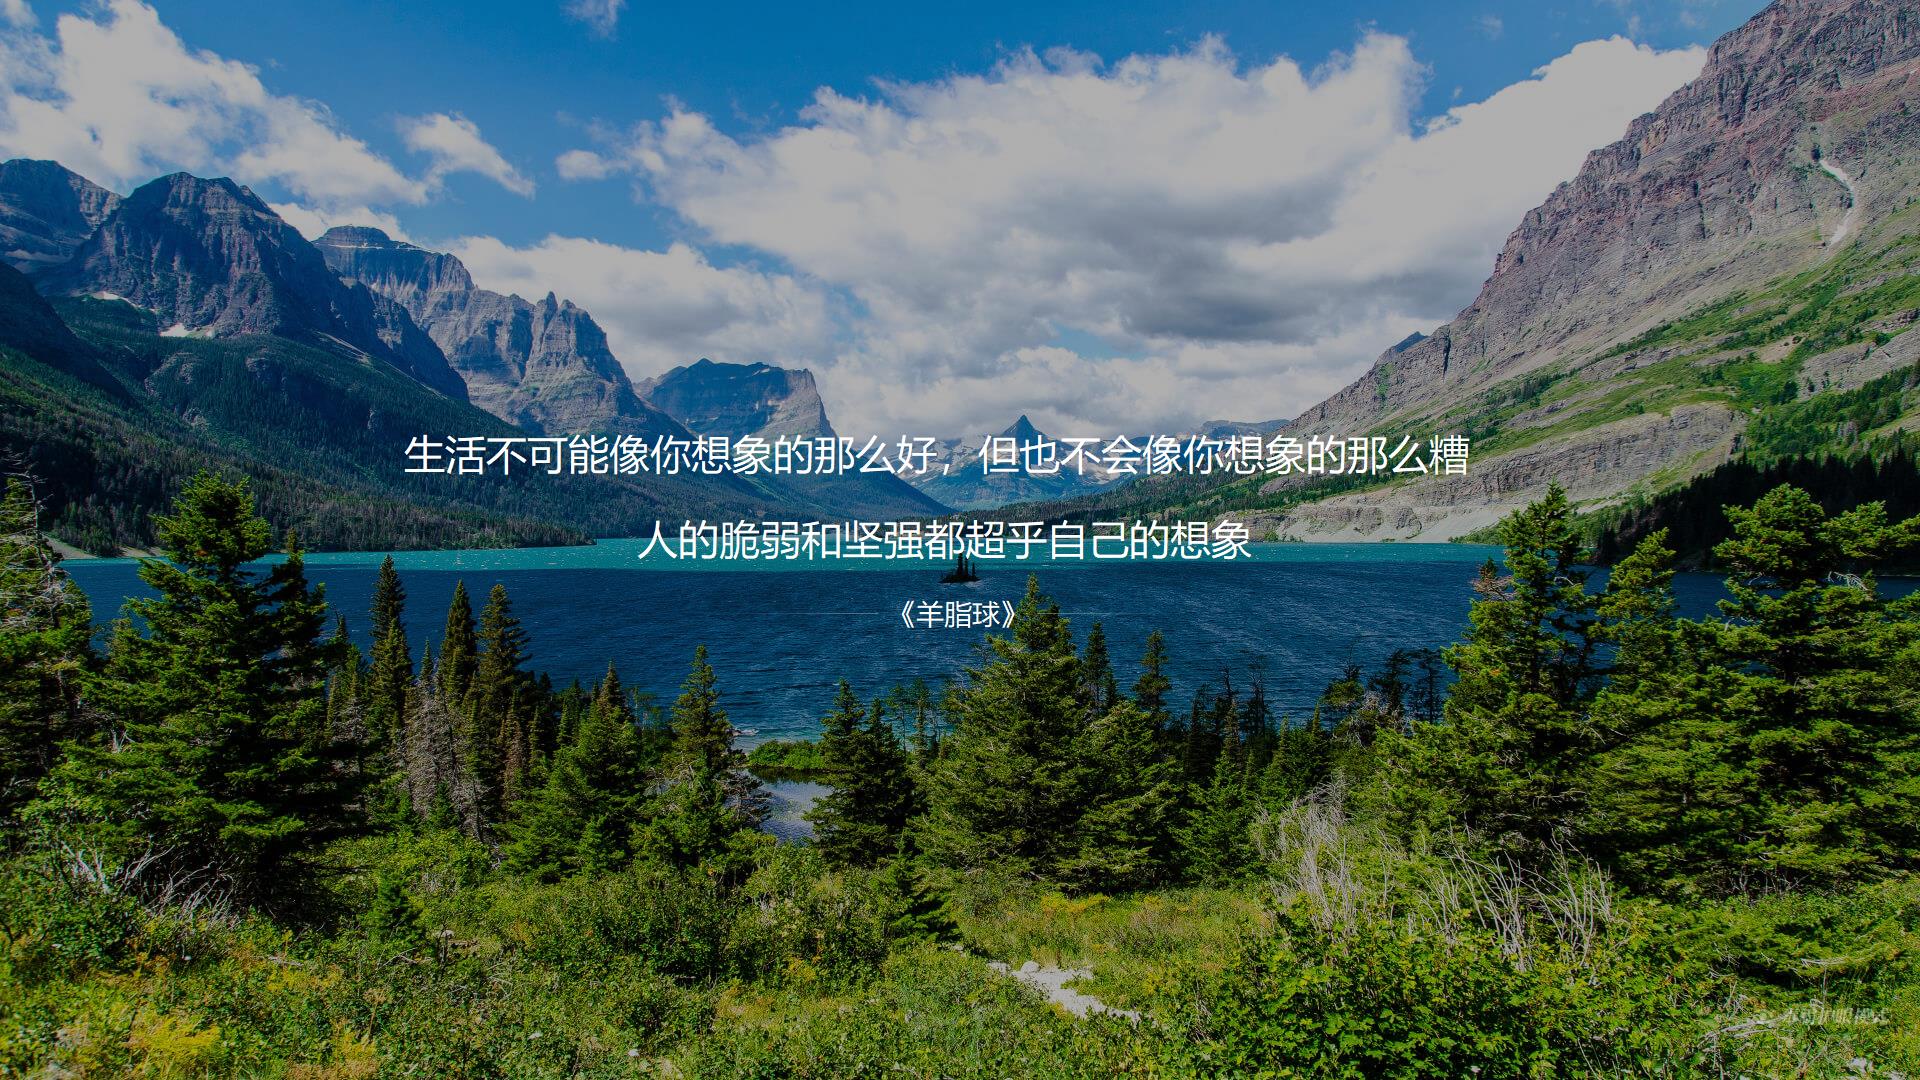 生活不可能像你想象的那么好，但也不会像你想象的那么糟
人的脆弱和坚强都超乎自己的想象
《羊脂球》